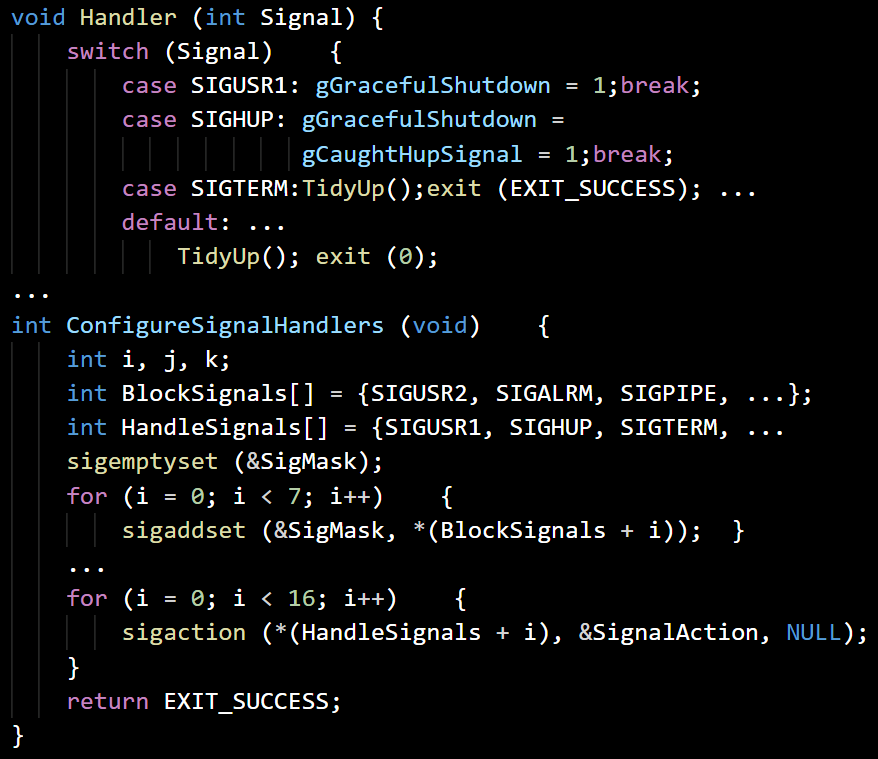 void Handler (int Signal) {
    switch (Signal)    {
        case SIGUSR1: gGracefulShutdown = 1;break;
        case SIGHUP: gGracefulShutdown =
                     gCaughtHupSignal = 1;break;
        case SIGTERM:TidyUp();exit (EXIT_SUCCESS); ...
        default: ...
            TidyUp(); exit (0);
...
int ConfigureSignalHandlers (void)    {
    int i, j, k;
    int BlockSignals[] = {SIGUSR2, SIGALRM, SIGPIPE, ...};
    int HandleSignals[] = {SIGUSR1, SIGHUP, SIGTERM, ...
    sigemptyset (&SigMask);
    for (i = 0; i < 7; i++)    {
        sigaddset (&SigMask, *(BlockSignals + i));  }
    ...
    for (i = 0; i < 16; i++)    {
        sigaction (*(HandleSignals + i), &SignalAction, NULL);
    }
    return EXIT_SUCCESS;
}